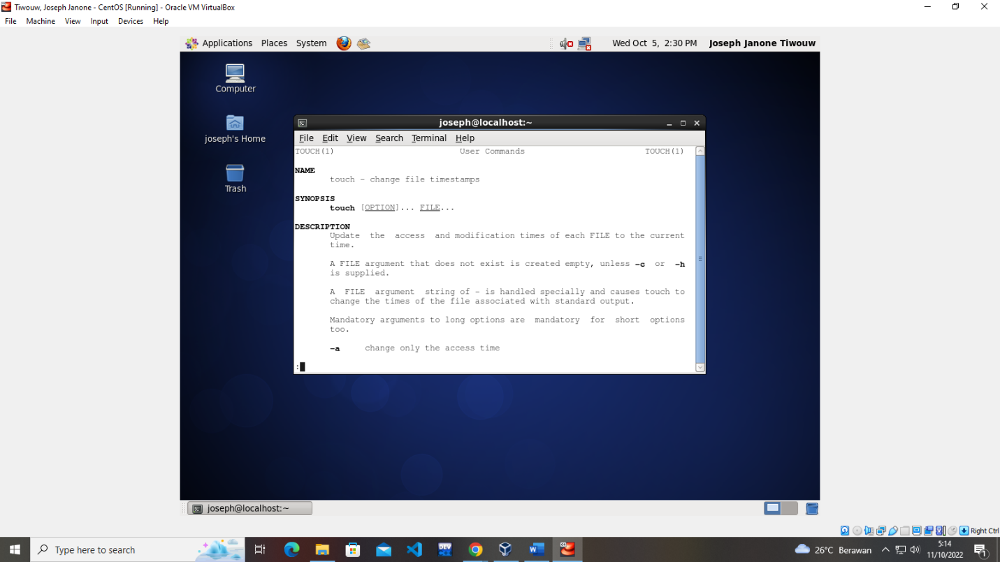 Tiwouw, Joseph Janone - CentOS [Running] - Oracle VM VirtualBox
File Machine View Input Devices Help
Applications Places System Wed Oct 5, 2:30 PM Joseph Janone Tiwouw
Computer
joseph's Home
Trash
joseph@localhost:~
File Edit View Search Terminal Help
TOUCH(1) User Commands TOUCH(1)
NAME
touch - change file timestamps
SYNOPSIS
touch [OPTION]... FILE...
DESCRIPTION
Update the access and modification times of each FILE to the current
time.
A FILE argument that does not exist is created empty, unless -c or -h
is supplied.
A FILE argument string of - is handled specially and causes touch to
change the times of the file associated with standard output.
Mandatory arguments to long options are mandatory for short options
too.
-a change only the access time
:
joseph@localhost:~
Right Ctrl
Type here to search
DEV
26°C Berawan
5:14
11/10/2022
1